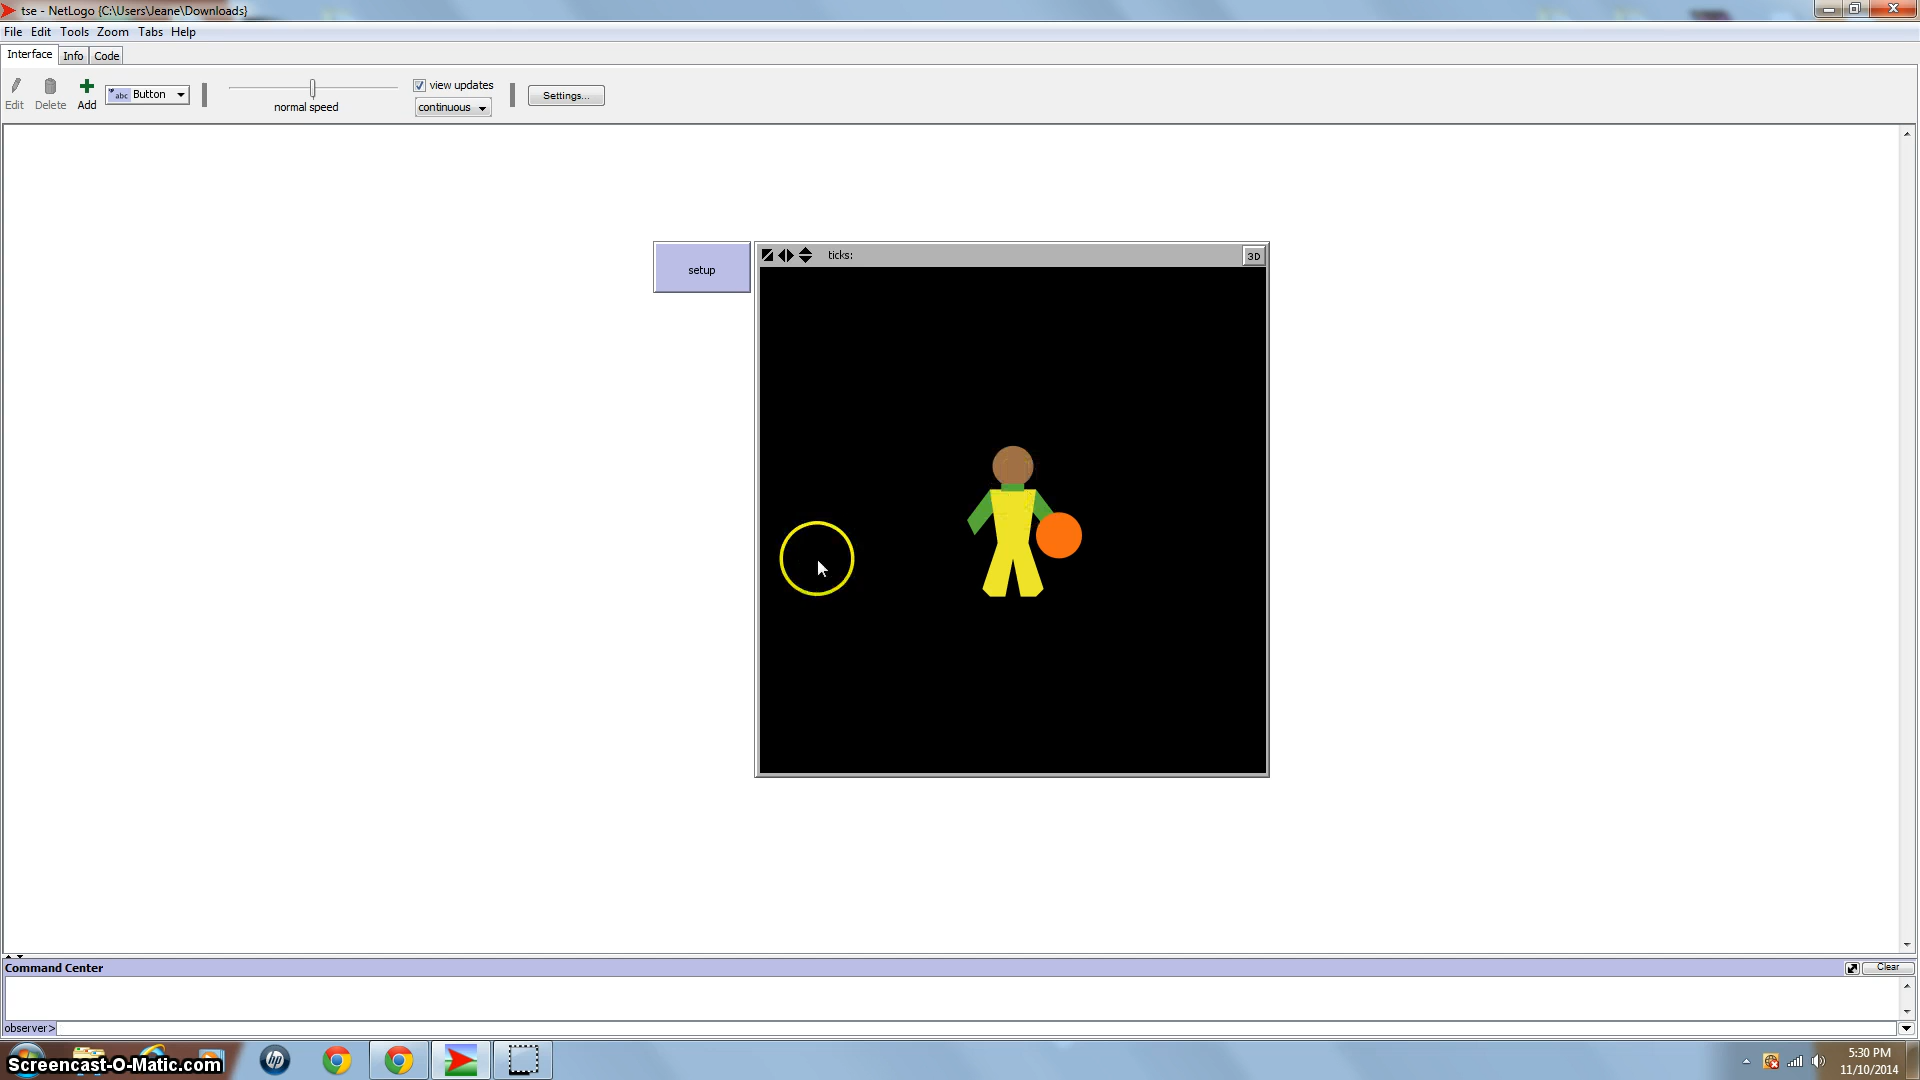 tse - NetLogo {C:\Users\Jeane\Downloads}
File Edit Tools Zoom Tabs Help
Interface Info Code
Edit Delete Add abc Button normal speed view updates continuous Settings...
setup
ticks:
3D
Command Center
Clear
observer>
hp
Screencast-O-Matic.com
5:30 PM
11/10/2014